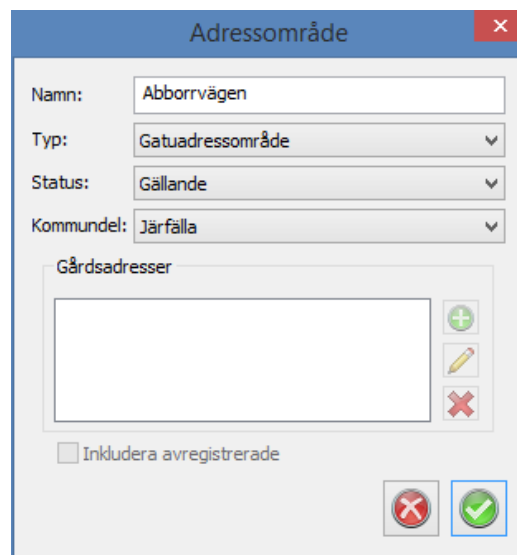 Adressområde
Namn: Abborrvägen
Typ: Gatuadressområde
Status: Gällande
Kommundel: Järfälla
Gårdsadresser
Inkludera avregistrerade